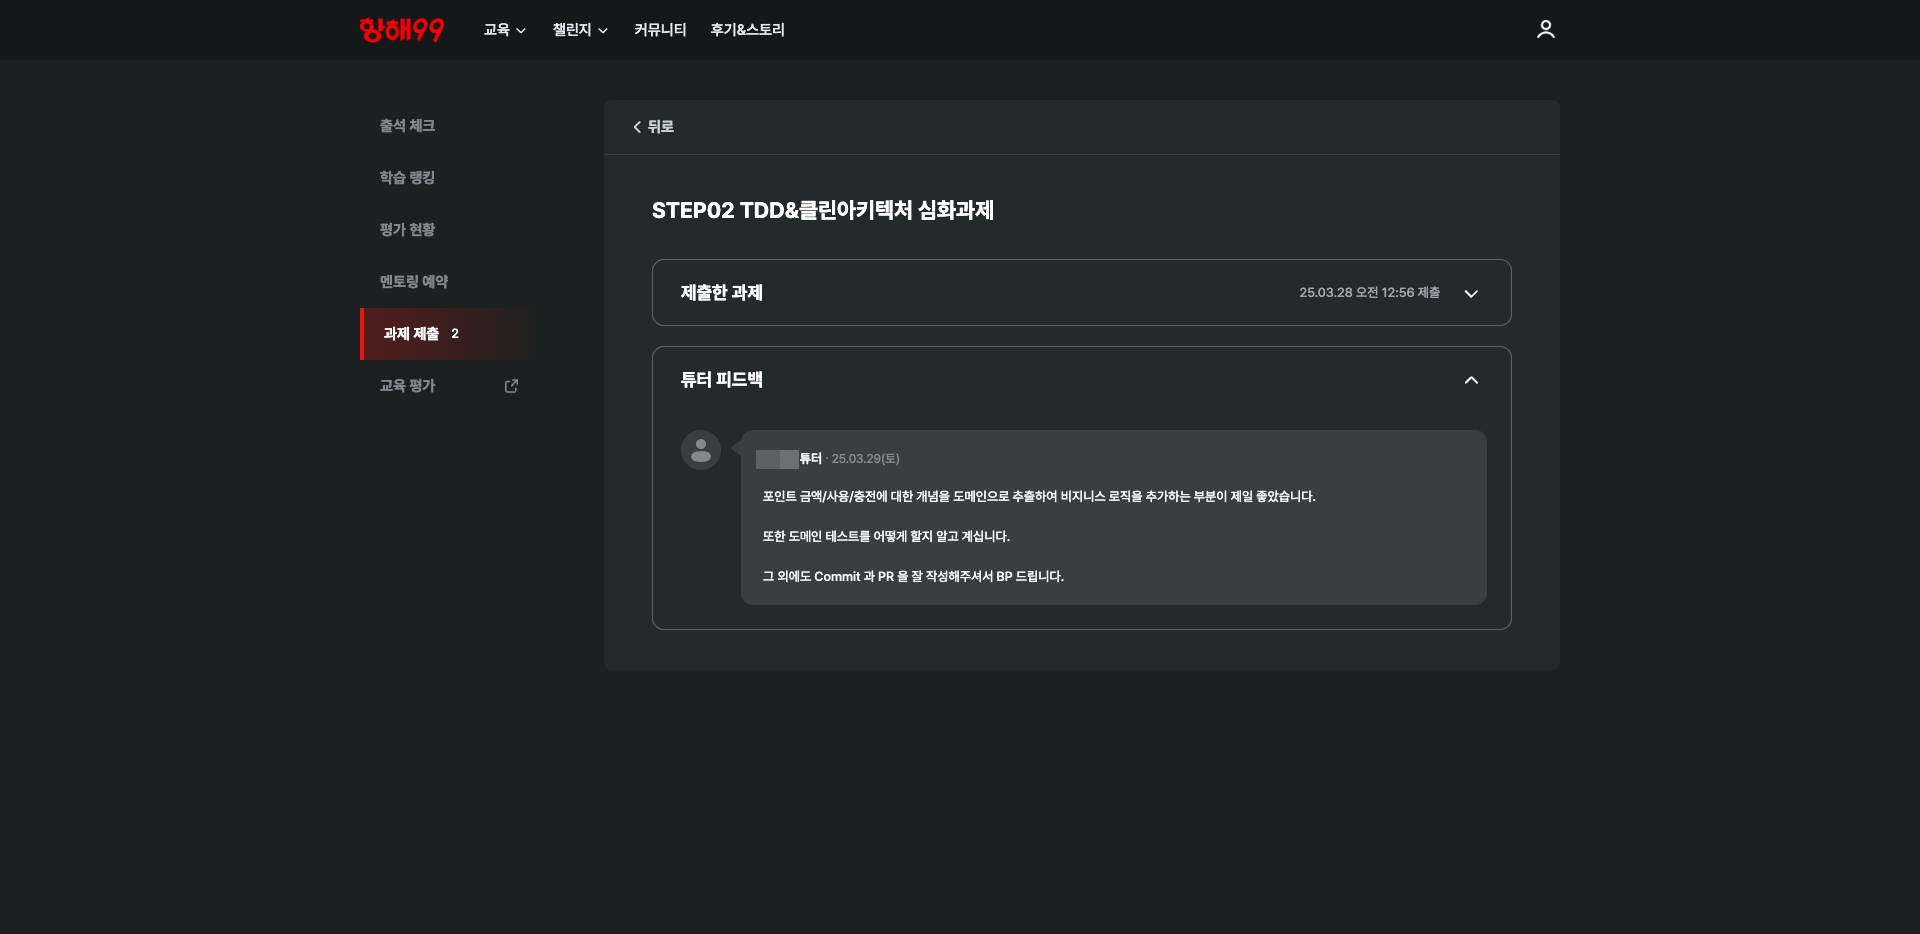 항해99
교육
챌린지
커뮤니티
후기&스토리
출석 체크
학습 랭킹
평가 현황
멘토링 예약
과제 제출 2
교육 평가
뒤로
STEP02 TDD&클린아키텍처 심화과제
제출한 과제
25.03.28 오전 12:56 제출
튜터 피드백
튜터 · 25.03.29(토)
포인트 금액/사용/충전에 대한 개념을 도메인으로 추출하여 비지니스 로직을 추가하는 부분이 제일 좋았습니다.
또한 도메인 테스트를 어떻게 할지 알고 계십니다.
그 외에도 Commit 과 PR 을 잘 작성해주셔서 BP 드립니다.